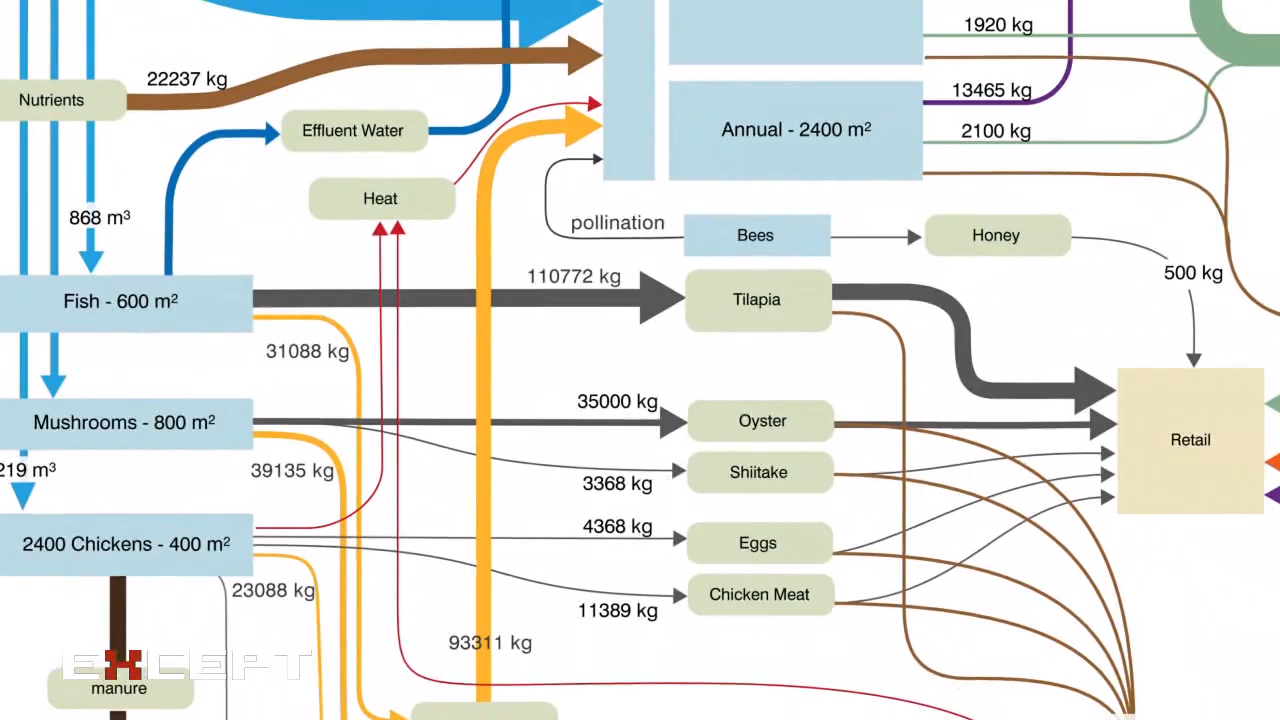 1920 kg
22237 kg
Nutrients
13465 kg
Effluent Water
Annual - 2400 m²
2100 kg
Heat
868 m³
pollination
Bees
Honey
500 kg
110772 kg
Fish - 600 m²
Tilapia
31088 kg
35000 kg
Mushrooms - 800 m²
Oyster
Retail
219 m³
39135 kg
3368 kg
Shiitake
4368 kg
2400 Chickens - 400 m²
Eggs
23088 kg
11389 kg
Chicken Meat
93311 kg
EXCEPT
manure